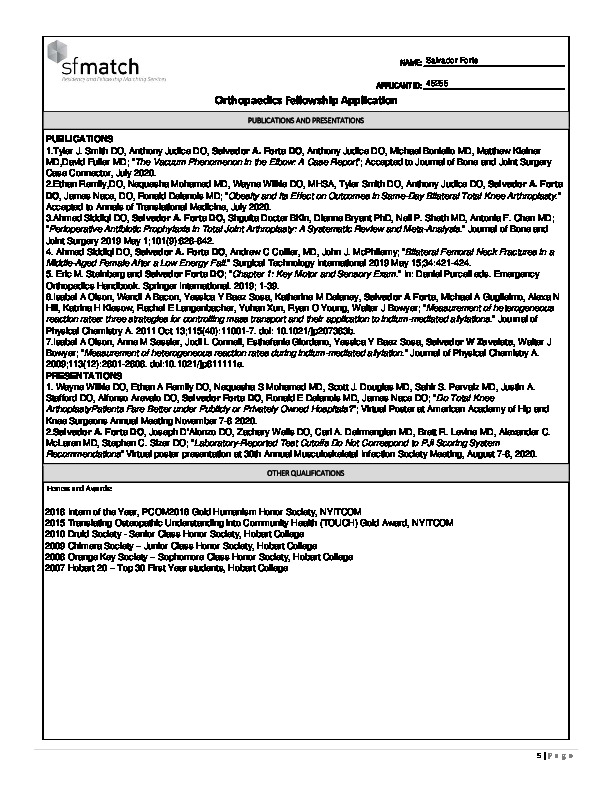 sfmatch
Residency and Fellowship Matching Services
NAME: Salvador Forte
APPLICANT ID:
Orthopaedics Fellowship Application
PUBLICATIONS AND PRESENTATIONS
PUBLICATIONS
1.Tyler J. Smith DO, Anthony Judice DO, Salvador A. Forte DO, Anthony Judice DO, Michael Boniello MD, Matthew Kleiner
MD,David Fuller MD; "The Vacuum Phenomenon in the Elbow: A Case Report"; Accepted to Journal of Bone and Joint Surgery
Case Connector, July 2020.
2.Ethan Remily,DO, Nequesha Mohamed MD, Wayne Wilkie DO, MHSA, Tyler Smith DO, Anthony Judice DO, Salvador A. Forte
DO, James Nace, DO, Ronald Delanois MD; "Obesity and Its Effect on Outcomes in Same-Day Bilateral Total Knee Arthroplasty."
Accepted to Annals of Translational Medicine, July 2020.
3.Ahmed Siddiqi DO, Salvador A. Forte DO, Shgufta Docter BKin, Dianne Bryant PhD, Neil P. Sheth MD, Antonia F. Chen MD;
"Perioperative Antibiotic Prophylaxis in Total Joint Arthroplasty: A Systematic Review and Meta-Analysis." Journal of Bone and
Joint Surgery 2019 May 1;101(9):828-842.
4. Ahmed Siddiqi DO, Salvador A. Forte DO, Andrew C Collier, MD, John J. McPhilemy; "Bilateral Femoral Neck Fractures in a
Middle-Aged Female After a Low Energy Fall." Surgical Technology International 2019 May 15;34:421-424.
5. Eric M. Steinberg and Salvador Forte DO; "Chapter 1: Key Motor and Sensory Exam." In: Daniel Purcell eds. Emergency
Orthopedics Handbook. Springer International. 2019; 1-39.
6.Isabel A Olson, Wendi A Bacon, Yessica Y Baez Sosa, Katherine M Delaney, Salvador A Forte, Michael A Guglielmo, Alexa N
Hill, Katrina H Kiesow, Rachel E Langenbacher, Yuhan Xun, Ryan O Young, Walter J Bowyer; "Measurement of heterogeneous
reaction rates: three strategies for controlling mass transport and their application to indium-mediated allylations." Journal of
Physical Chemistry A. 2011 Oct 13;115(40):11001-7. doi: 10.1021/jp207363b.
7.Isabel A Olson, Anne M Sessler, Jodi L Connell, Esthefanie Giordano, Yessica Y Baez Sosa, Salvador W Zavaleta, Walter J
Bowyer; "Measurement of heterogeneous reaction rates during indium-mediated allylation." Journal of Physical Chemistry A.
2009;113(12):2601-2606. doi:10.1021/jp811111e.
PRESENTATIONS
1. Wayne Wilkie DO, Ethan A Remily DO, Nequesha S Mohamed MD, Scott J. Douglas MD, Sahir S. Pervaiz MD, Justin A.
Stafford DO, Alfonso Arevalo DO, Salvador Forte DO, Ronald E Delanois MD, James Nace DO; "Do Total Knee
ArthoplastyPatients Fare Better under Publicly or Privately Owned Hospitals?"; Virtual Poster at American Academy of Hip and
Knee Surgeons Annual Meeting November 7-8 2020.
2.Salvador A. Forte DO, Joseph D'Alonzo DO, Zachary Wells DO, Carl A. Deirmengian MD, Brett R. Levine MD, Alexander C.
McLaren MD, Stephen C. Sizer DO; "Laboratory-Reported Test Cutoffs Do Not Correspond to PJI Scoring System
Recommendations" Virtual poster presentation at 30th Annual Musculoskeletal Infection Society Meeting, August 7-8, 2020.
OTHER QUALIFICATIONS
Honors and Awards:
2016 Intern of the Year, PCOM2016 Gold Humanism Honor Society, NYITCOM
2015 Translating Osteopathic Understanding into Community Health (TOUCH) Gold Award, NYITCOM
2010 Druid Society - Senior Class Honor Society, Hobart College
2009 Chimera Society – Junior Class Honor Society, Hobart College
2008 Orange Key Society – Sophomore Class Honor Society, Hobart College
2007 Hobart 20 – Top 30 First Year students, Hobart College
5 | Page